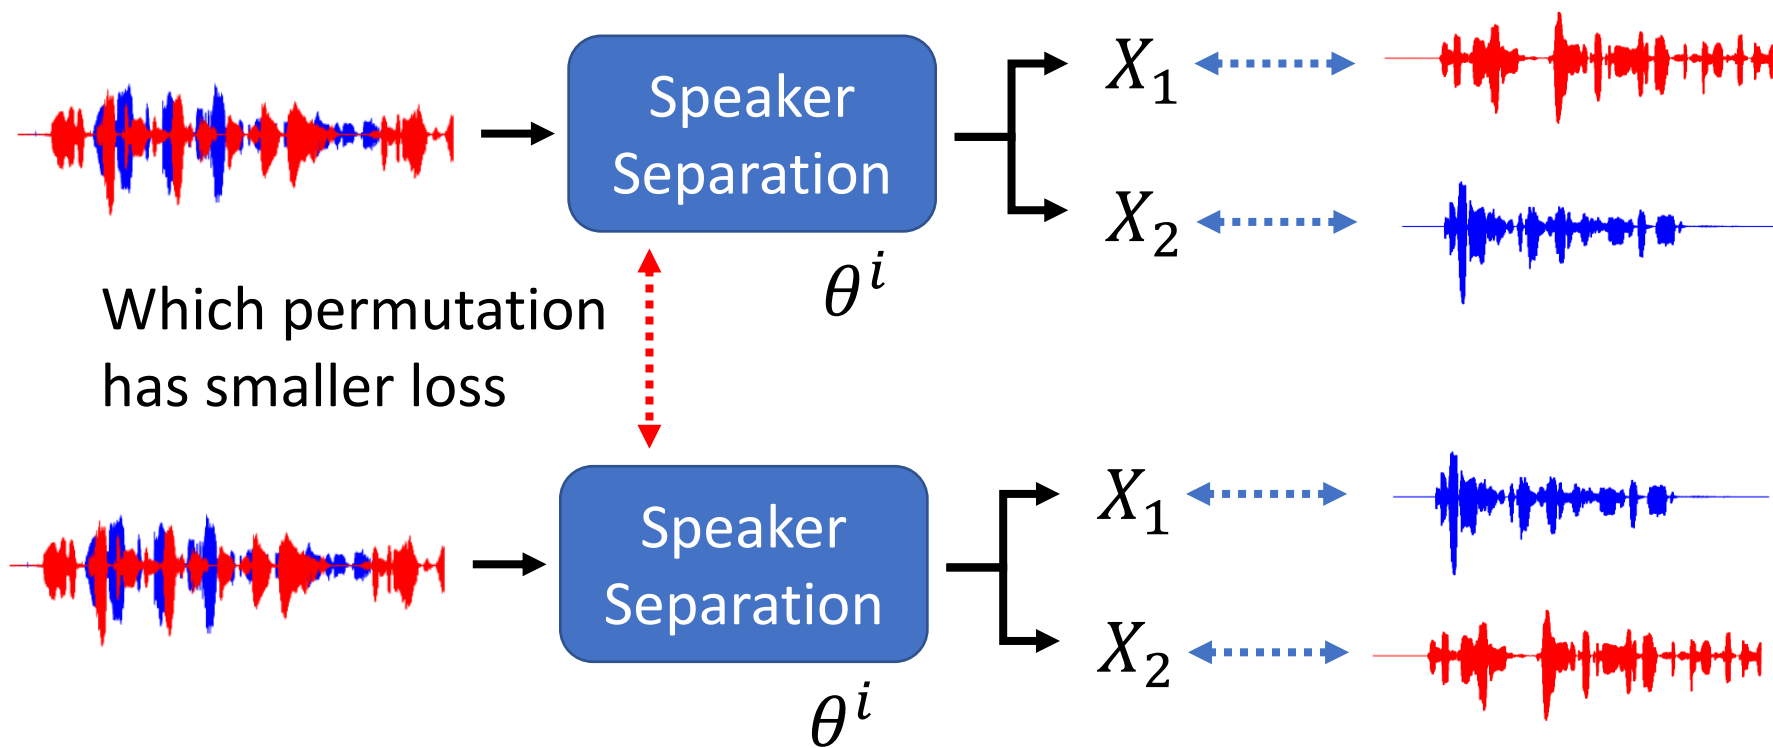 Speaker
Separation
X₁
X₂
θⁱ
Which permutation
has smaller loss
Speaker
Separation
X₁
X₂
θⁱ